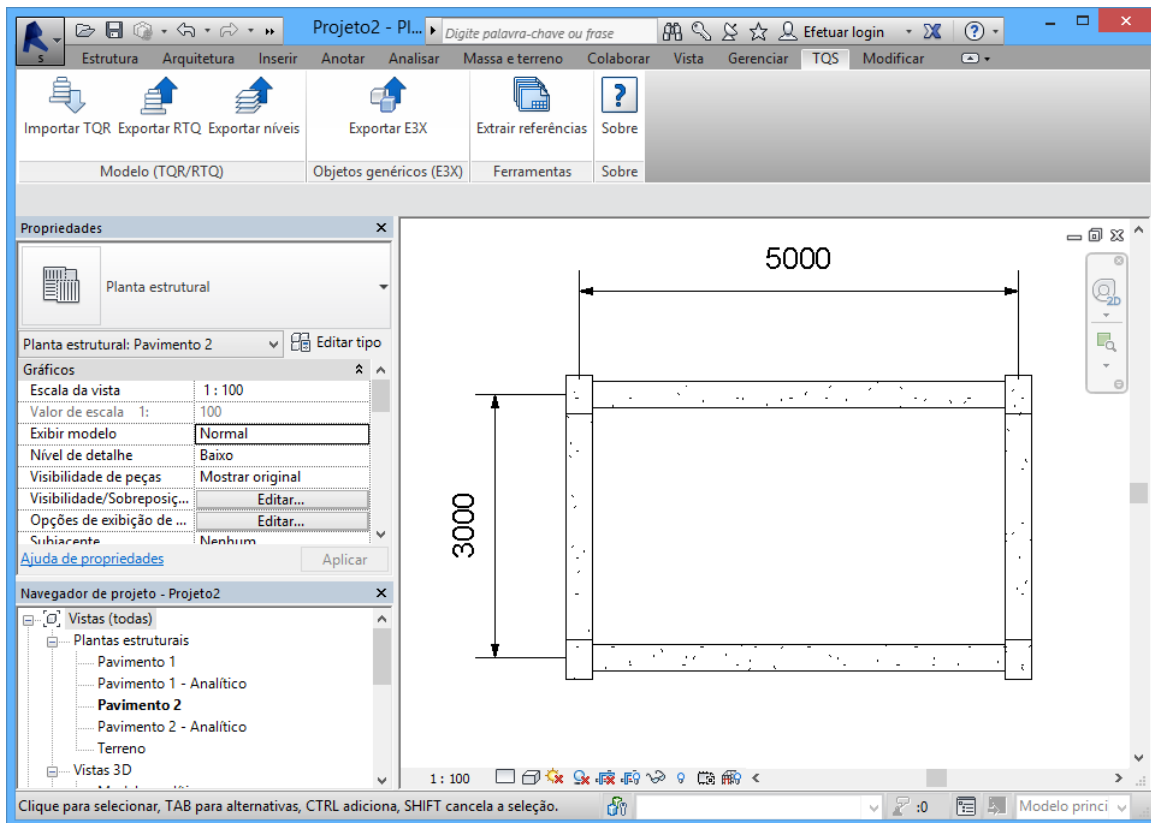 Projeto2 - Pl... Digite palavra-chave ou frase Efetuar login
S Estrutura Arquitetura Inserir Anotar Analisar Massa e terreno Colaborar Vista Gerenciar TQS Modificar
Importar TQR Exportar RTQ Exportar níveis Exportar E3X Extrair referências Sobre
Modelo (TQR/RTQ) Objetos genéricos (E3X) Ferramentas Sobre
Propriedades
Planta estrutural
Planta estrutural: Pavimento 2 Editar tipo
Gráficos
Escala da vista 1 : 100
Valor de escala 1: 100
Exibir modelo Normal
Nível de detalhe Baixo
Visibilidade de peças Mostrar original
Visibilidade/Sobreposiç... Editar...
Opções de exibição de ... Editar...
Subjacente Nenhum
Ajuda de propriedades Aplicar
Navegador de projeto - Projeto2
Vistas (todas)
Plantas estruturais
Pavimento 1
Pavimento 1 - Analítico
Pavimento 2
Pavimento 2 - Analítico
Terreno
Vistas 3D
5000
3000
2D
1 : 100
Clique para selecionar, TAB para alternativas, CTRL adiciona, SHIFT cancela a seleção. :0 Modelo princi